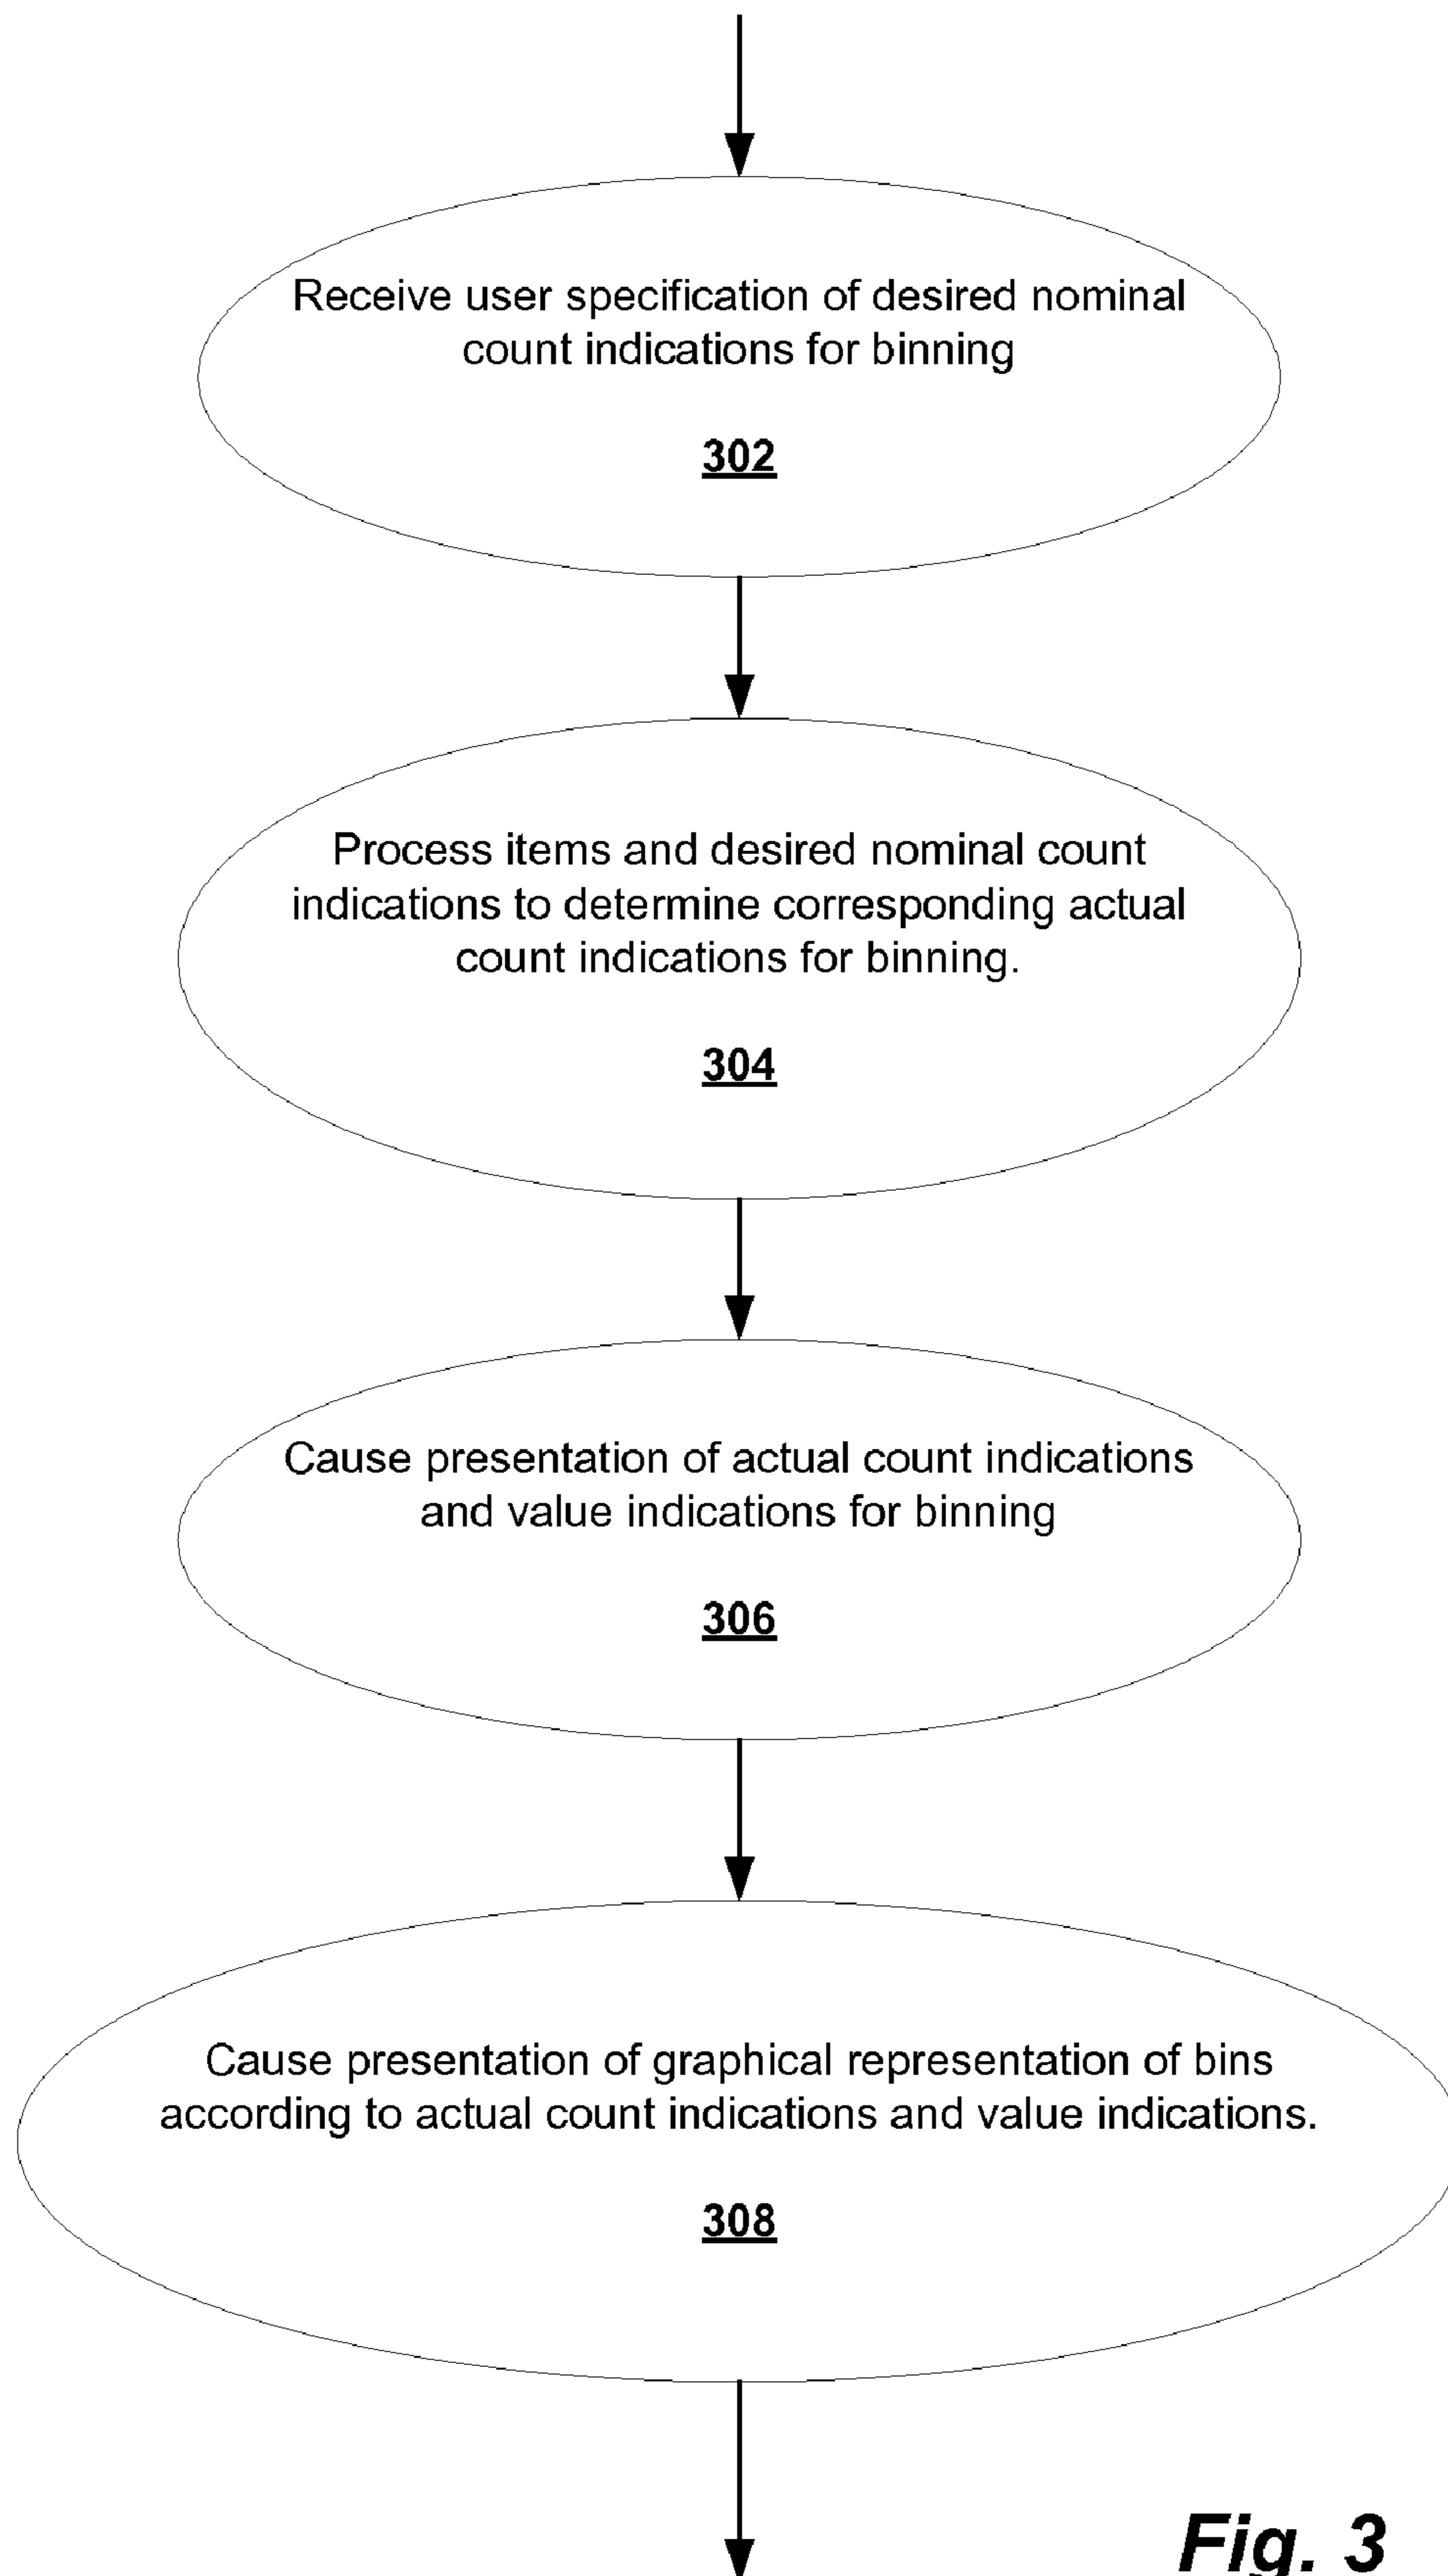 Receive user specification of desired nominal
count indications for binning
302
Process items and desired nominal count
indications to determine corresponding actual
count indications for binning.
304
Cause presentation of actual count indications
and value indications for binning
306
Cause presentation of graphical representation of bins
according to actual count indications and value indications.
308
Fig. 3